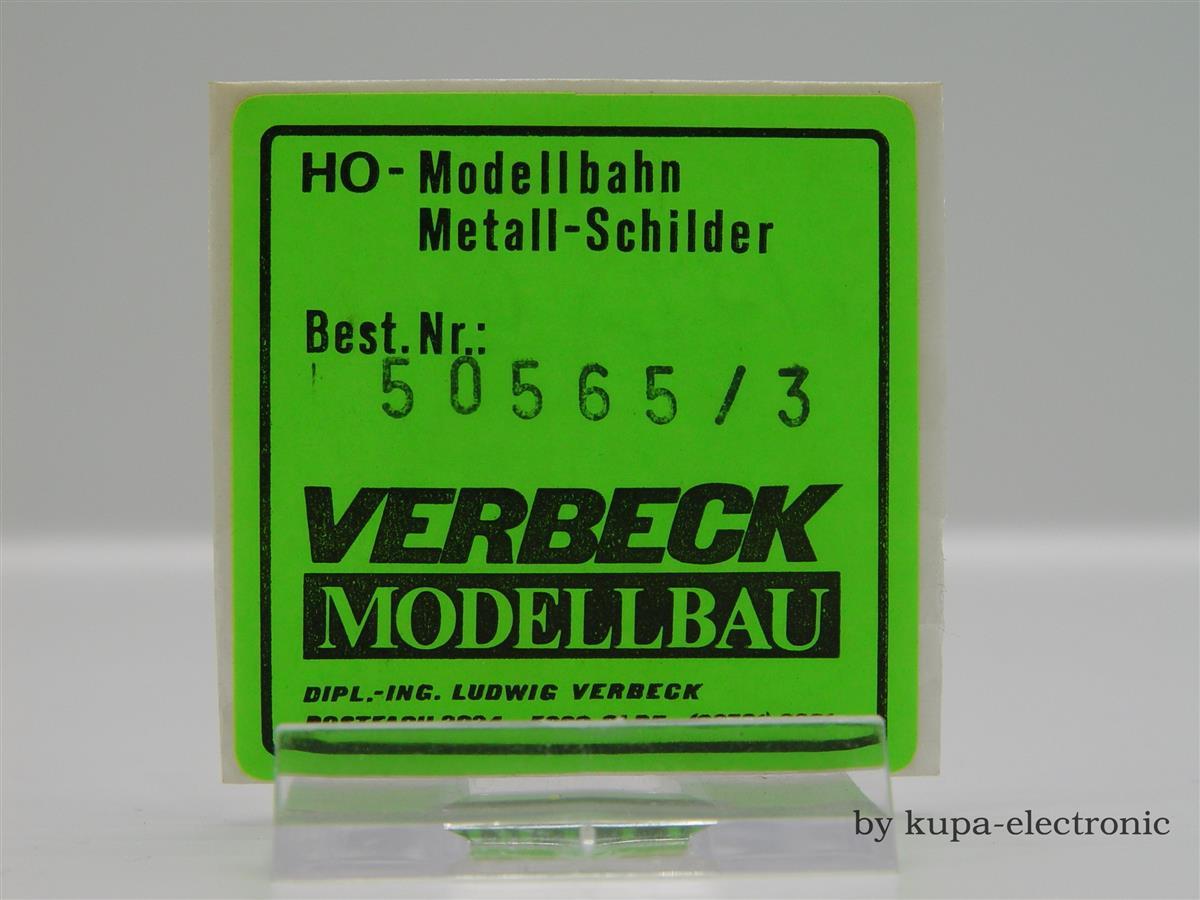 HO- Modellbahn
Metall-Schilder
Best. Nr.:
50565/3
VERBECK
MODELLBAU
DIPL.-ING. LUDWIG VERBECK
by kupa-electronic